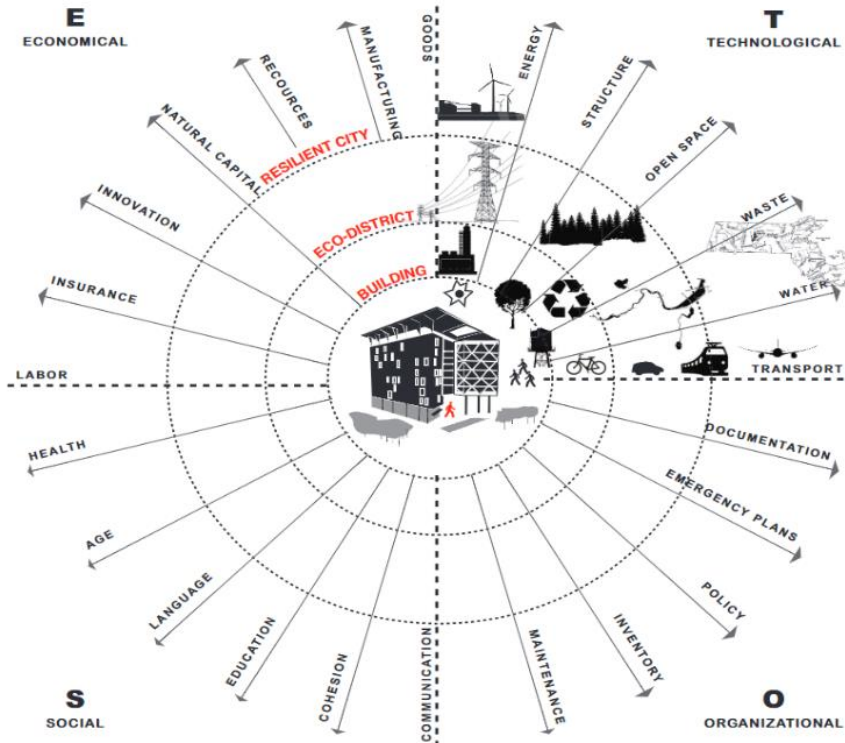 E
ECONOMICAL
T
TECHNOLOGICAL
GOODS
MANUFACTURING
RECOURCES
NATURAL CAPITAL
INNOVATION
INSURANCE
LABOR
RESILIENT CITY
ECO-DISTRICT
BUILDING
ENERGY
STRUCTURE
OPEN SPACE
WASTE
WATER
TRANSPORT
HEALTH
AGE
LANGUAGE
EDUCATION
COHESION
COMMUNICATION
DOCUMENTATION
EMERGENCY PLANS
POLICY
INVENTORY
MAINTENANCE
S
SOCIAL
O
ORGANIZATIONAL